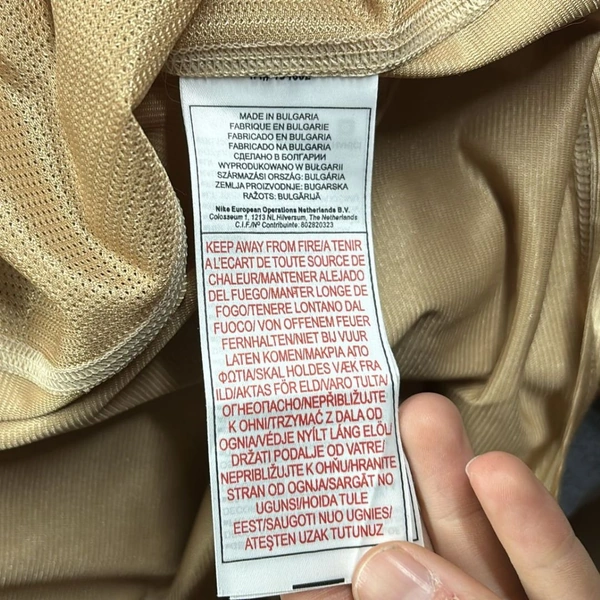 MADE IN BULGARIA
FABRIQUE EN BULGARIE
FABRICADO EN BULGARIA
FABRICADO NA BULGARIA
СДЕЛАНО В БОЛГАРИИ
WYPRODUKOWANO W BUŁGARII
SZÁRMAZÁSI ORSZÁG: BULGÁRIA
ZEMLJA PROIZVODNJE: BUGARSKA
RAŽOTS: BULGĀRIJĀ
Nike European Operations Netherlands B.V.
Colosseum 1, 1213 NL Hilversum, The Netherlands
C.I.F./Nº Contribuinte: 802820323
KEEP AWAY FROM FIRE/A TENIR
A L'ECART DE TOUTE SOURCE DE
CHALEUR/MANTENER ALEJADO
DEL FUEGO/MANTER LONGE DE
FOGO/TENERE LONTANO DAL
FUOCO/ VON OFFENEM FEUER
FERNHALTEN/NIET BIJ VUUR
LATEN KOMEN/ΜΑΚΡΙΑ ΑΠΟ
ΦΩΤΙΑ/SKAL HOLDES VÆK FRA
ILD/AKTAS FÖR ELD/VARO TULTA/
ОГНЕОПАСНО/NEPŘIBLIŽUJTE
K OHNI/TRZYMAĆ Z DALA OD
OGNIA/VÉDJE NYÍLT LÁNG ELŐL/
DRŽATI PODALJE OD VATRE/
NEPRIBLIŽUJTE K OHŇU/HRANITE
STRAN OD OGNJA/SARGĀT NO
UGUNSI/HOIDA TULE
EEST/SAUGOTI NUO UGNIES/
ATEŞTEN UZAK TUTUNUZ